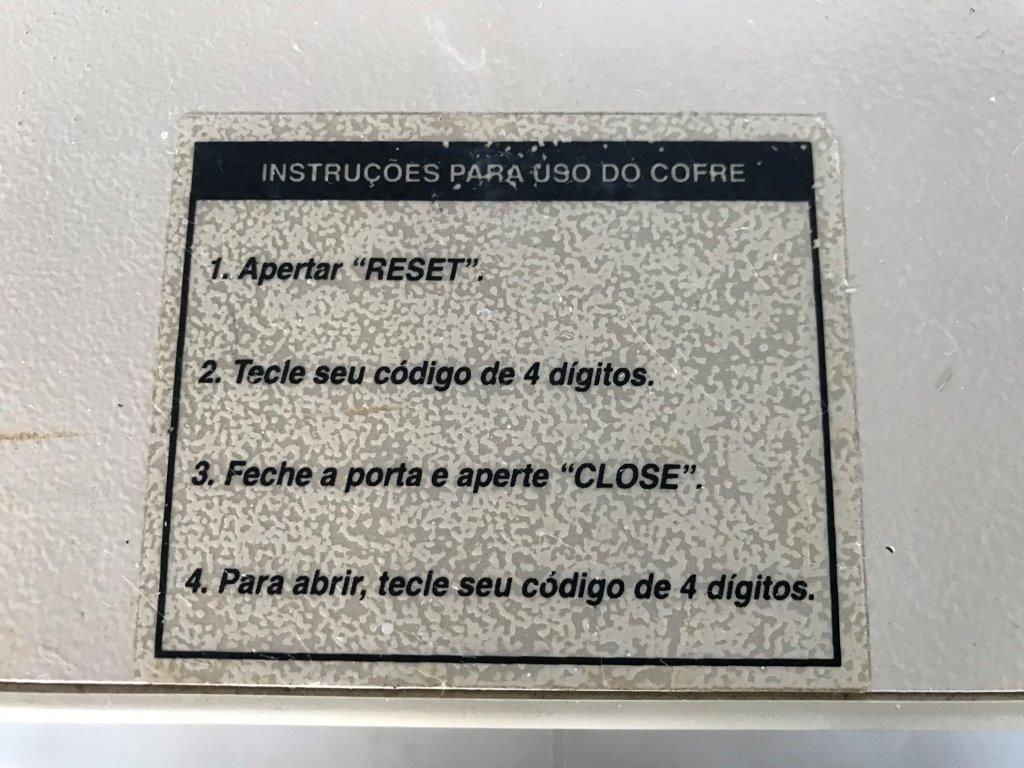 INSTRUÇÕES PARA USO DO COFRE
1. Apertar “RESET”.
2. Tecle seu código de 4 dígitos.
3. Feche a porta e aperte “CLOSE”.
4. Para abrir, tecle seu código de 4 dígitos.